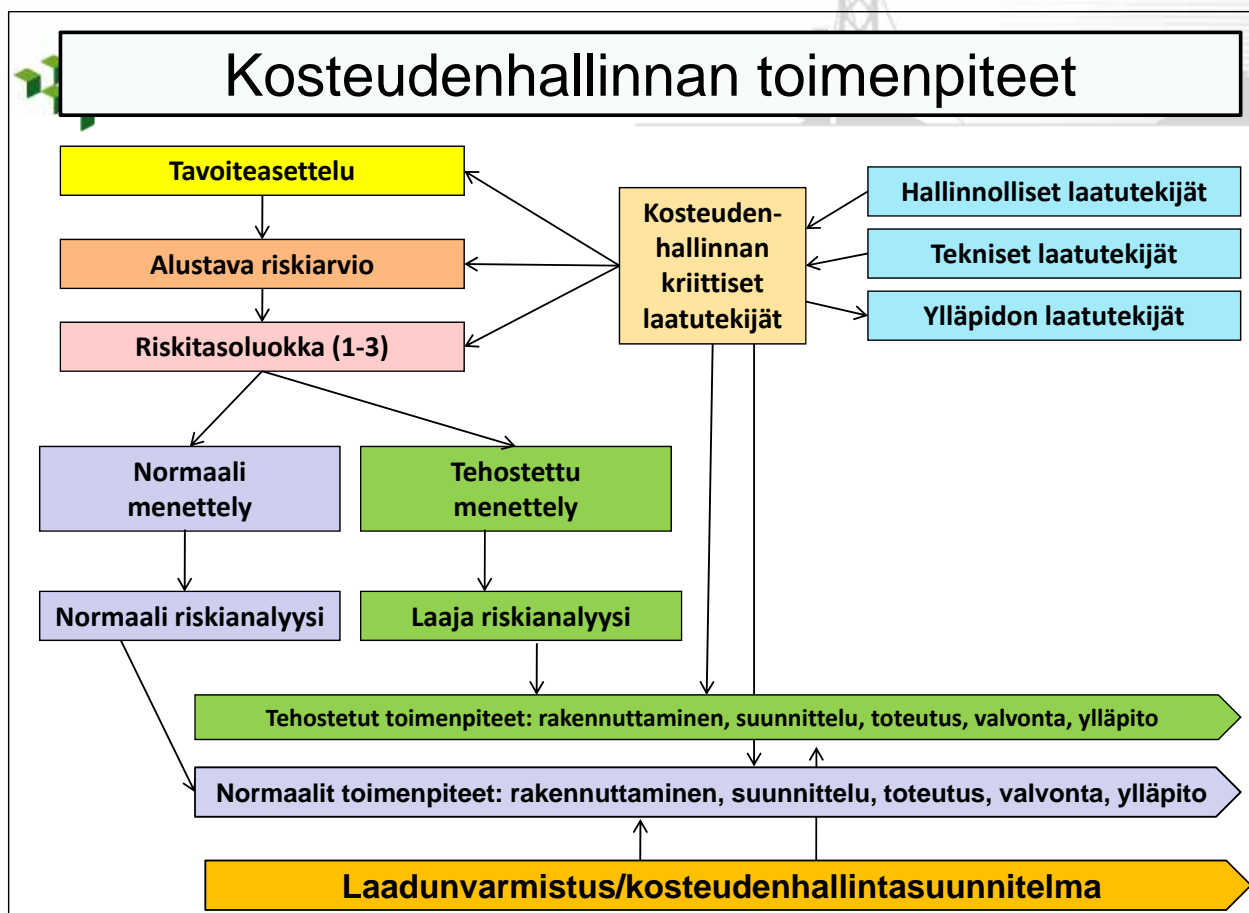 Kosteudenhallinnan toimenpiteet
Tavoiteasettelu
Alustava riskiarvio
Riskitasoluokka (1-3)
Kosteuden-
hallinnan
kriittiset
laatutekijät
Hallinnolliset laatutekijät
Tekniset laatutekijät
Ylläpidon laatutekijät
Normaali
menettely
Tehostettu
menettely
Normaali riskianalyysi
Laaja riskianalyysi
Tehostetut toimenpiteet: rakennuttaminen, suunnittelu, toteutus, valvonta, ylläpito
Normaalit toimenpiteet: rakennuttaminen, suunnittelu, toteutus, valvonta, ylläpito
Laadunvarmistus/kosteudenhallintasuunnitelma